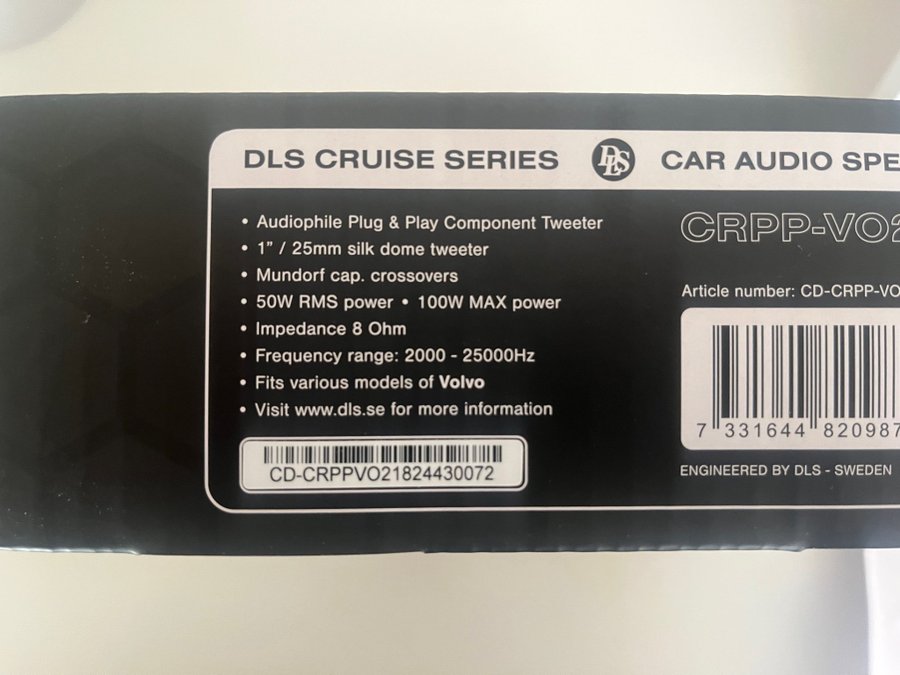 DLS CRUISE SERIES DLS CAR AUDIO SPE
• Audiophile Plug & Play Component Tweeter
• 1” / 25mm silk dome tweeter
• Mundorf cap. crossovers
• 50W RMS power • 100W MAX power
• Impedance 8 Ohm
• Frequency range: 2000 - 25000Hz
• Fits various models of Volvo
• Visit www.dls.se for more information
CD-CRPPVO21824430072
CRPP-VO2
Article number: CD-CRPP-VO
7 331644 820987
ENGINEERED BY DLS - SWEDEN